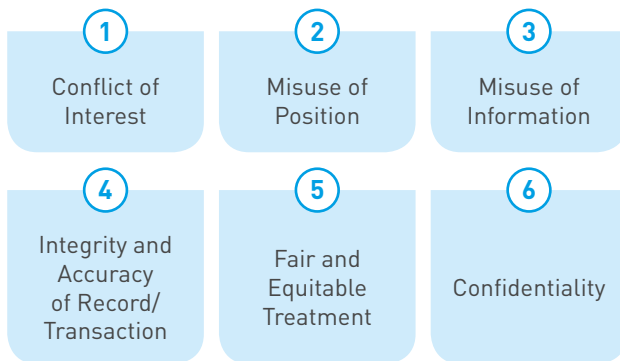 1
Conflict of
Interest
2
Misuse of
Position
3
Misuse of
Information
4
Integrity and
Accuracy
of Record/
Transaction
5
Fair and
Equitable
Treatment
6
Confidentiality